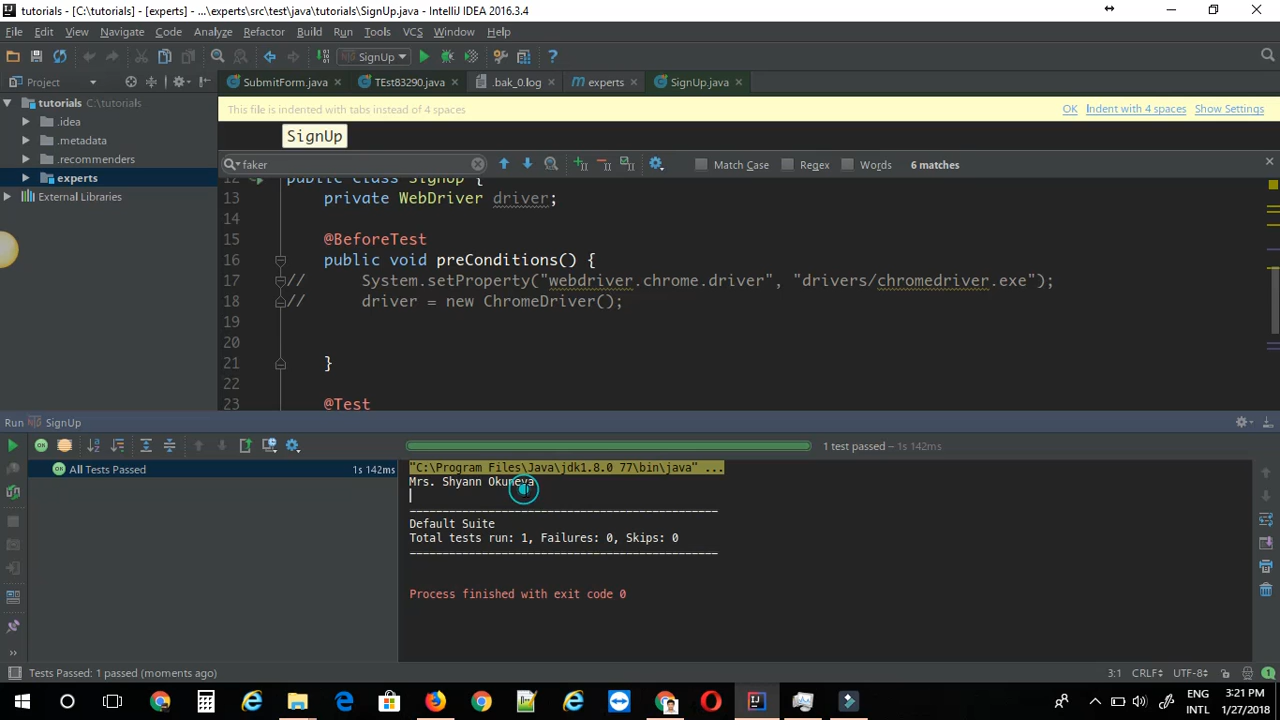 tutorials - [C:\tutorials] - [experts] - ...\experts\src\test\java\tutorials\SignUp.java - IntelliJ IDEA 2016.3.4
File Edit View Navigate Code Analyze Refactor Build Run Tools VCS Window Help
SignUp
Project
SubmitForm.java
TEst83290.java
.bak_0.log
experts
SignUp.java
tutorials C:\tutorials
This file is indented with tabs instead of 4 spaces
OK Indent with 4 spaces Show Settings
.idea
.metadata
SignUp
.recommenders
faker
Match Case Regex Words 6 matches
experts
External Libraries
12 public class SignUp {
13 private WebDriver driver;
14
15 @BeforeTest
16 public void preConditions() {
17 // System.setProperty("webdriver.chrome.driver", "drivers/chromedriver.exe");
18 // driver = new ChromeDriver();
19
20
21 }
22
23 @Test
Run SignUp
1 test passed – 1s 142ms
All Tests Passed 1s 142ms
"C:\Program Files\Java\jdk1.8.0_77\bin\java" ...
Mrs. Shyann Okuneva
===============================================
Default Suite
Total tests run: 1, Failures: 0, Skips: 0
===============================================
Process finished with exit code 0
Tests Passed: 1 passed (moments ago)
3:1 CRLF UTF-8
ENG
INTL
3:21 PM
1/27/2018